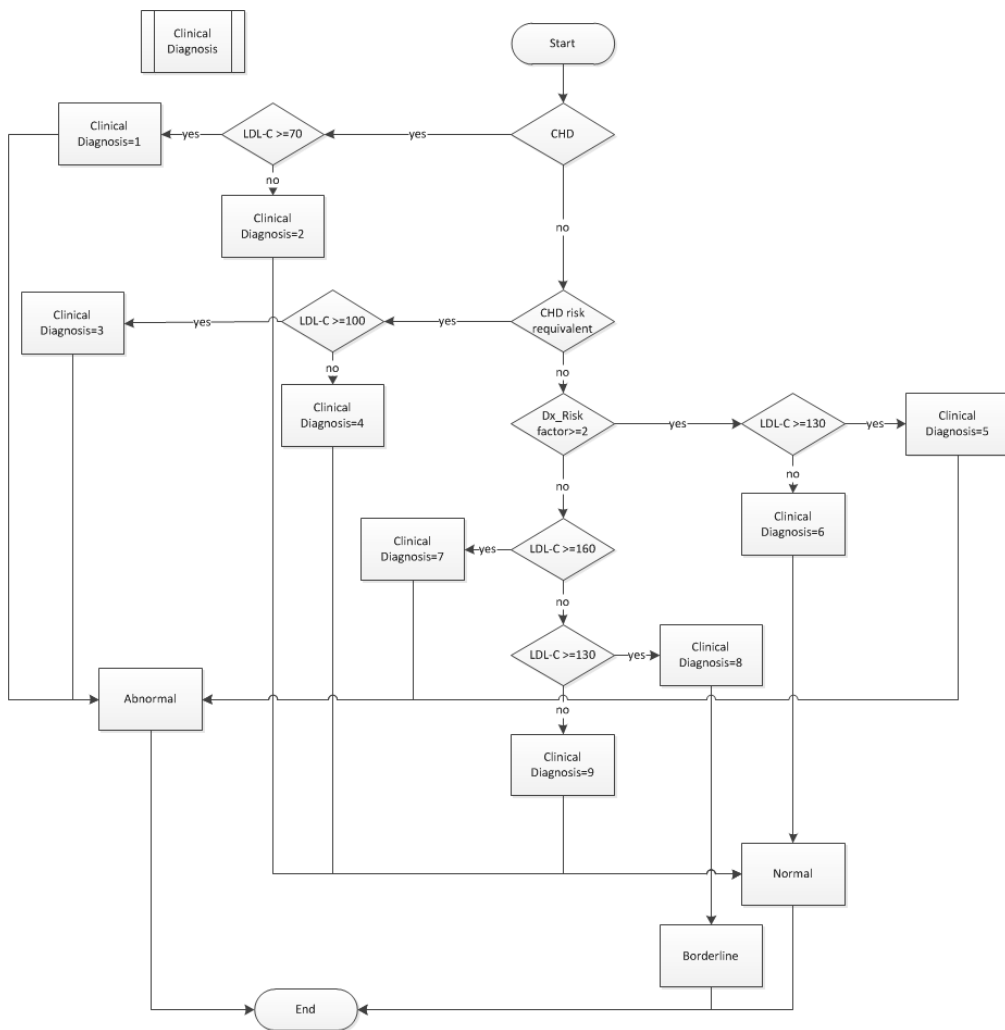 Clinical
Diagnosis
Start
Clinical
Diagnosis=1
yes
LDL-C >=70
yes
CHD
no
Clinical
Diagnosis=2
no
Clinical
Diagnosis=3
yes
LDL-C >=100
yes
CHD risk
requivalent
no
no
Clinical
Diagnosis=4
Dx_Risk
factor>=2
yes
LDL-C >=130
yes
Clinical
Diagnosis=5
no
no
Clinical
Diagnosis=6
Clinical
Diagnosis=7
yes
LDL-C >=160
no
LDL-C >=130
yes
Clinical
Diagnosis=8
Abnormal
no
Clinical
Diagnosis=9
Normal
Borderline
End